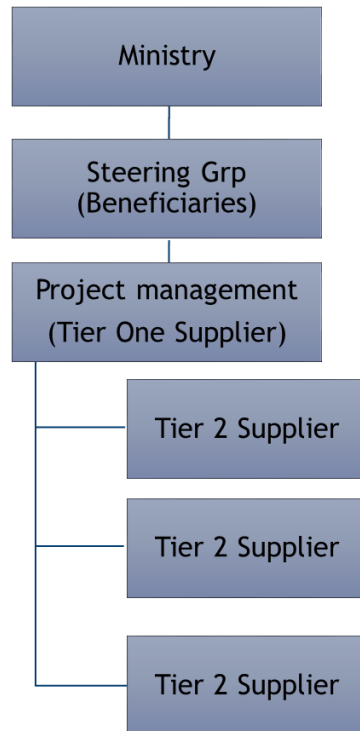 Ministry
Steering Grp
(Beneficiaries)
Project management
(Tier One Supplier)
Tier 2 Supplier
Tier 2 Supplier
Tier 2 Supplier